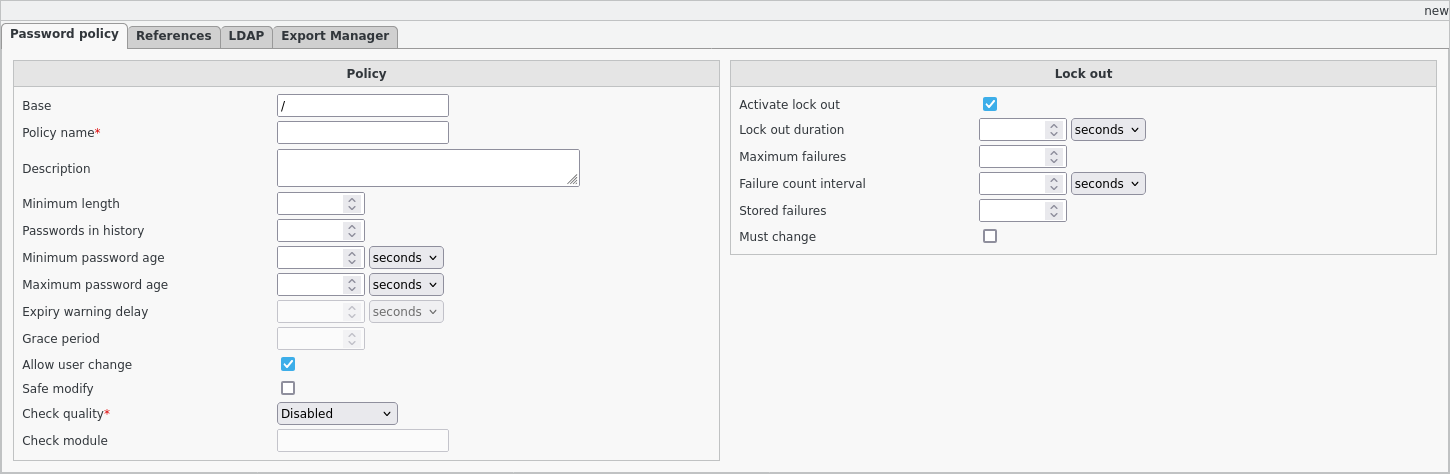 new
Password policy References LDAP Export Manager
Policy
Base /
Policy name*
Description
Minimum length
Passwords in history
Minimum password age seconds
Maximum password age seconds
Expiry warning delay seconds
Grace period
Allow user change
Safe modify
Check quality* Disabled
Check module
Lock out
Activate lock out
Lock out duration seconds
Maximum failures
Failure count interval seconds
Stored failures
Must change